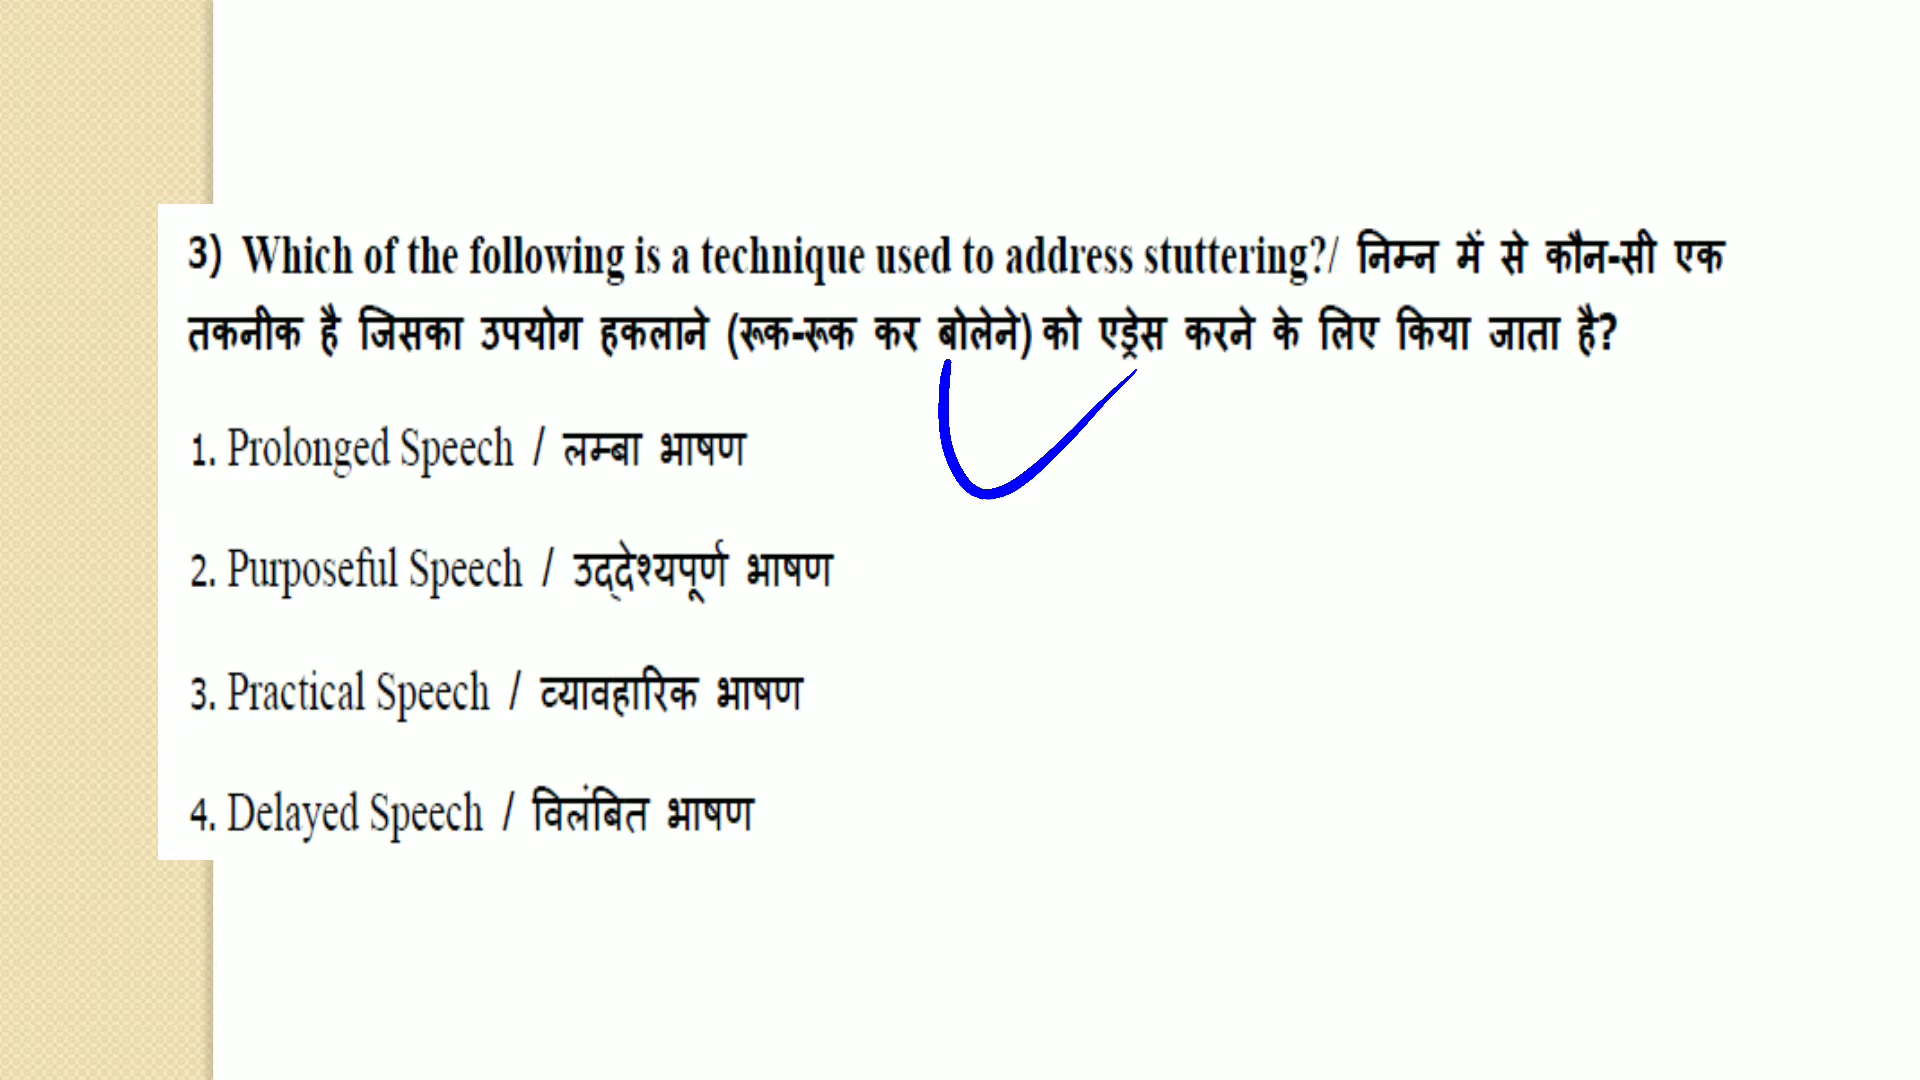 3) Which of the following is a technique used to address stuttering?/ निम्न में से कौन-सी एक
तकनीक है जिसका उपयोग हकलाने (रूक-रूक कर बोलेने) को एड्रेस करने के लिए किया जाता है?
1. Prolonged Speech / लम्बा भाषण
2. Purposeful Speech / उद्देश्यपूर्ण भाषण
3. Practical Speech / व्यावहारिक भाषण
4. Delayed Speech / विलंबित भाषण